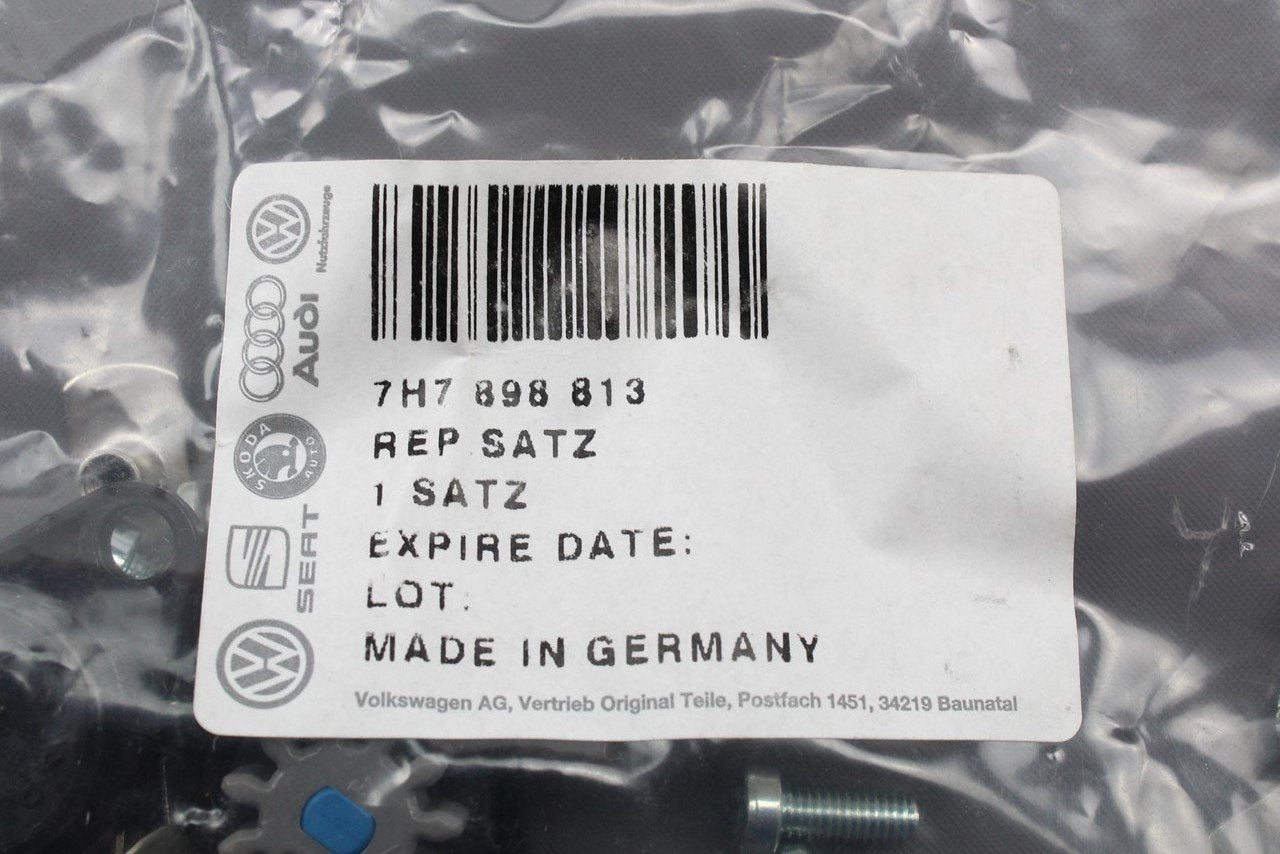 Nutzfahrzeuge
Audi
SKODA
AUTO
SEAT
7H7 898 813
REP SATZ
1 SATZ
EXPIRE DATE:
LOT:
MADE IN GERMANY
Volkswagen AG, Vertrieb Original Teile, Postfach 1451, 34219 Baunatal